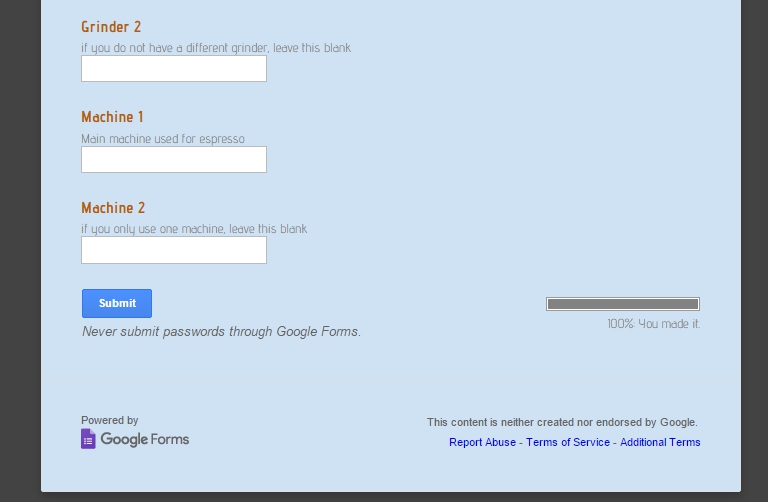 Grinder 2
if you do not have a different grinder, leave this blank
Machine 1
Main machine used for espresso
Machine 2
if you only use one machine, leave this blank
Submit
Never submit passwords through Google Forms.
100%: You made it.
Powered by
Google Forms
This content is neither created nor endorsed by Google.
Report Abuse - Terms of Service - Additional Terms